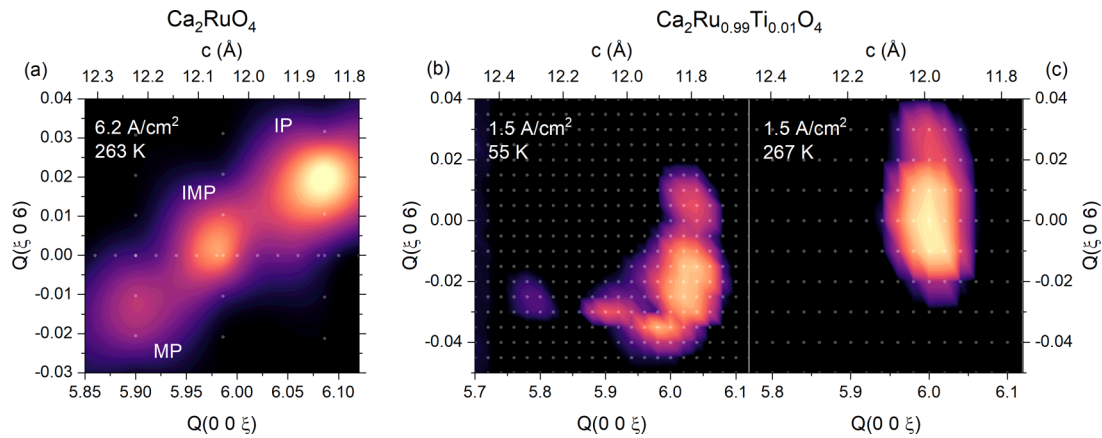 Ca₂RuO₄
Ca₂Ru₀.₉₉Ti₀.₀₁O₄
c (Å)
c (Å)
c (Å)
(a)
12.3 12.2 12.1 12.0 11.9 11.8
(b)
12.4 12.2 12.0 11.8
12.4 12.2 12.0 11.8
(c)
0.04
0.03
0.02
0.01
0.00
-0.01
-0.02
-0.03
Q(ξ 0 6)
6.2 A/cm²
263 K
IP
IMP
MP
5.85 5.90 5.95 6.00 6.05 6.10
Q(0 0 ξ)
0.04
0.02
0.00
-0.02
-0.04
Q(ξ 0 6)
1.5 A/cm²
55 K
5.7 5.8 5.9 6.0 6.1
Q(0 0 ξ)
1.5 A/cm²
267 K
5.8 5.9 6.0 6.1
Q(0 0 ξ)
0.04
0.02
0.00
-0.02
-0.04
Q(ξ 0 6)